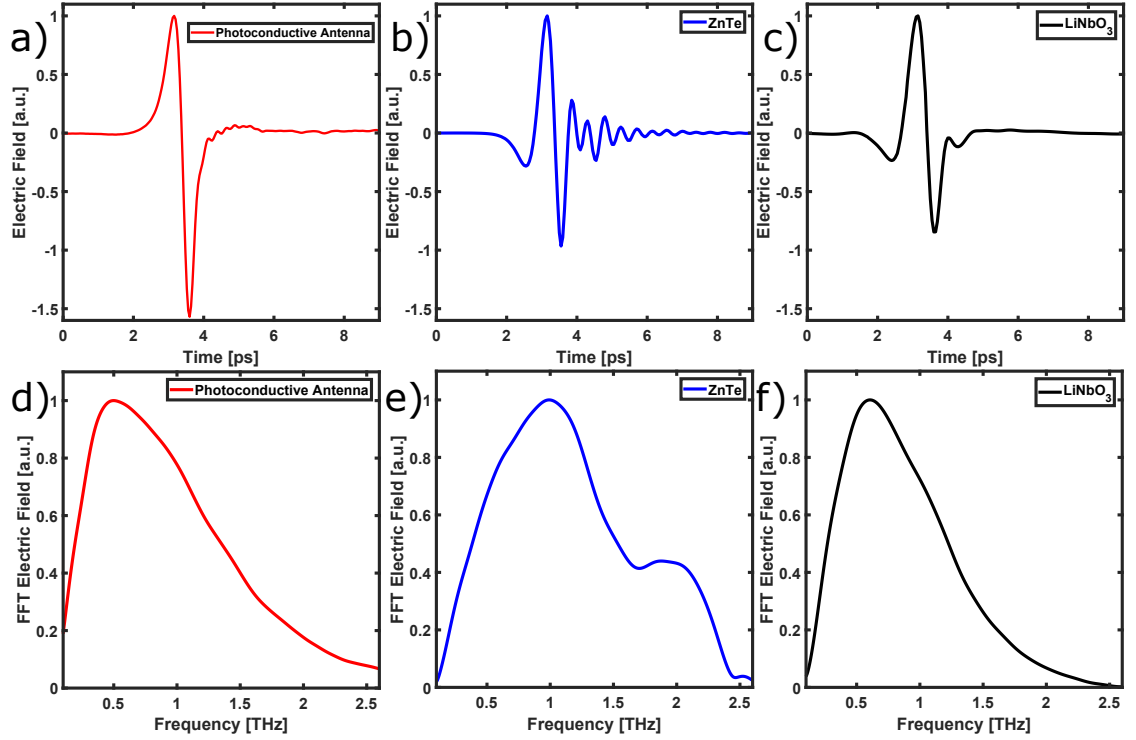 a)
Photoconductive Antenna
1
0.5
0
-0.5
-1
-1.5
Electric Field [a.u.]
0 2 4 6 8
Time [ps]
b)
ZnTe
1
0.5
0
-0.5
-1
-1.5
Electric Field [a.u.]
0 2 4 6 8
Time [ps]
c)
LiNbO3
1
0.5
0
-0.5
-1
-1.5
Electric Field [a.u.]
0 2 4 6 8
Time [ps]
d)
Photoconductive Antenna
1
0.8
0.6
0.4
0.2
0
FFT Electric Field [a.u.]
0.5 1 1.5 2 2.5
Frequency [THz]
e)
ZnTe
1
0.8
0.6
0.4
0.2
0
FFT Electric Field [a.u.]
0.5 1 1.5 2 2.5
Frequency [THz]
f)
LiNbO3
1
0.8
0.6
0.4
0.2
0
FFT Electric Field [a.u.]
0.5 1 1.5 2 2.5
Frequency [THz]